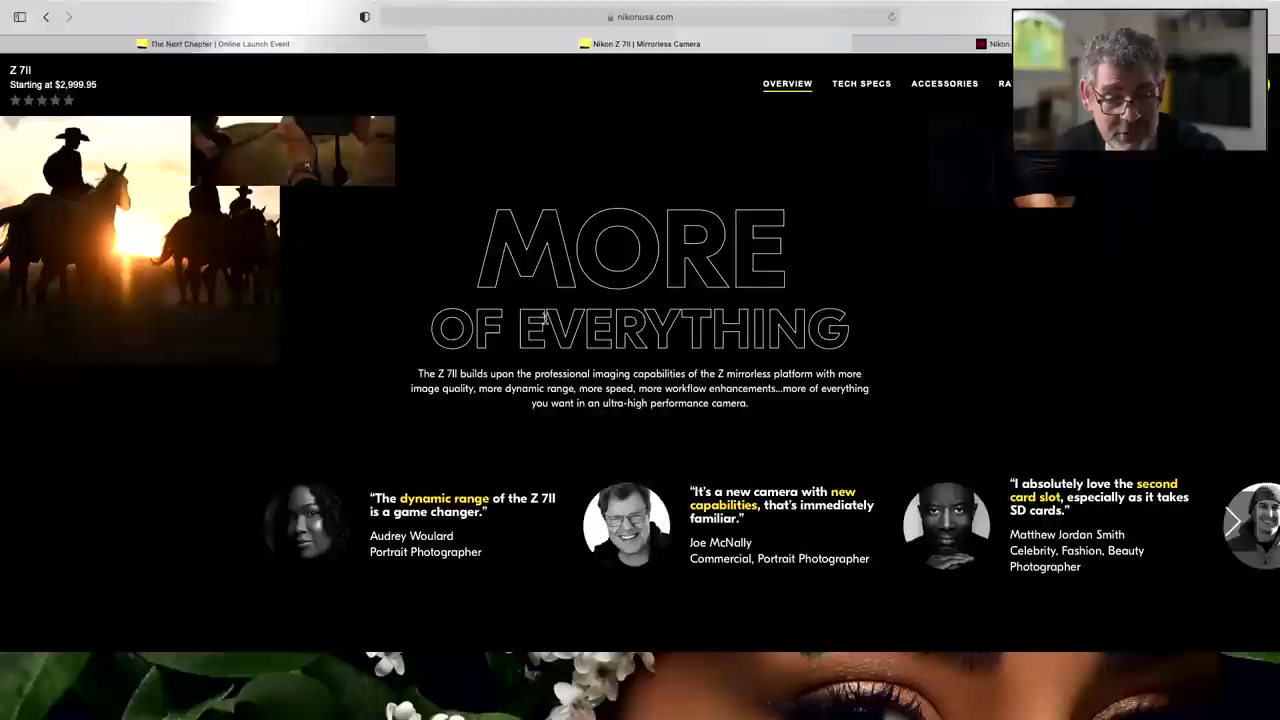 nikonusa.com
The Next Chapter | Online Launch Event
Nikon Z 7II | Mirrorless Camera
Nikon
Z 7II
Starting at $2,999.95
OVERVIEW
TECH SPECS
ACCESSORIES
RA
MORE
OF EVERYTHING
The Z 7II builds upon the professional imaging capabilities of the Z mirrorless platform with more
image quality, more dynamic range, more speed, more workflow enhancements...more of everything
you want in an ultra-high performance camera.
“The dynamic range of the Z 7II
is a game changer.”
Audrey Woulard
Portrait Photographer
“It’s a new camera with new
capabilities, that’s immediately
familiar.”
Joe McNally
Commercial, Portrait Photographer
“I absolutely love the second
card slot, especially as it takes
SD cards.”
Matthew Jordan Smith
Celebrity, Fashion, Beauty
Photographer